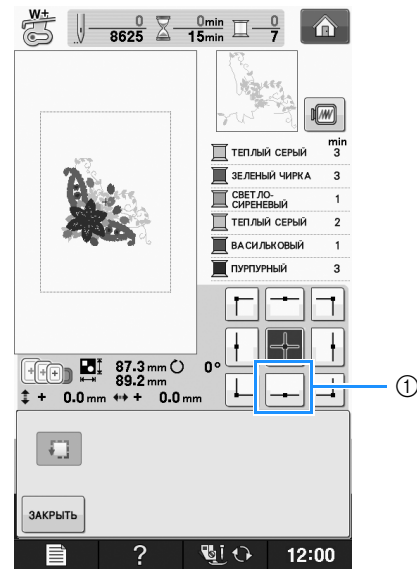 W+
0 0min 0
8625 15min 7
min
ТЕПЛЫЙ СЕРЫЙ 3
ЗЕЛЕНЫЙ ЧИРКА 3
СВЕТЛО-
СИРЕНЕВЫЙ 1
ТЕПЛЫЙ СЕРЫЙ 2
ВАСИЛЬКОВЫЙ 1
ПУРПУРНЫЙ 3
87.3 mm 0°
89.2 mm
+ 0.0 mm + 0.0 mm
①
ЗАКРЫТЬ
? 12:00